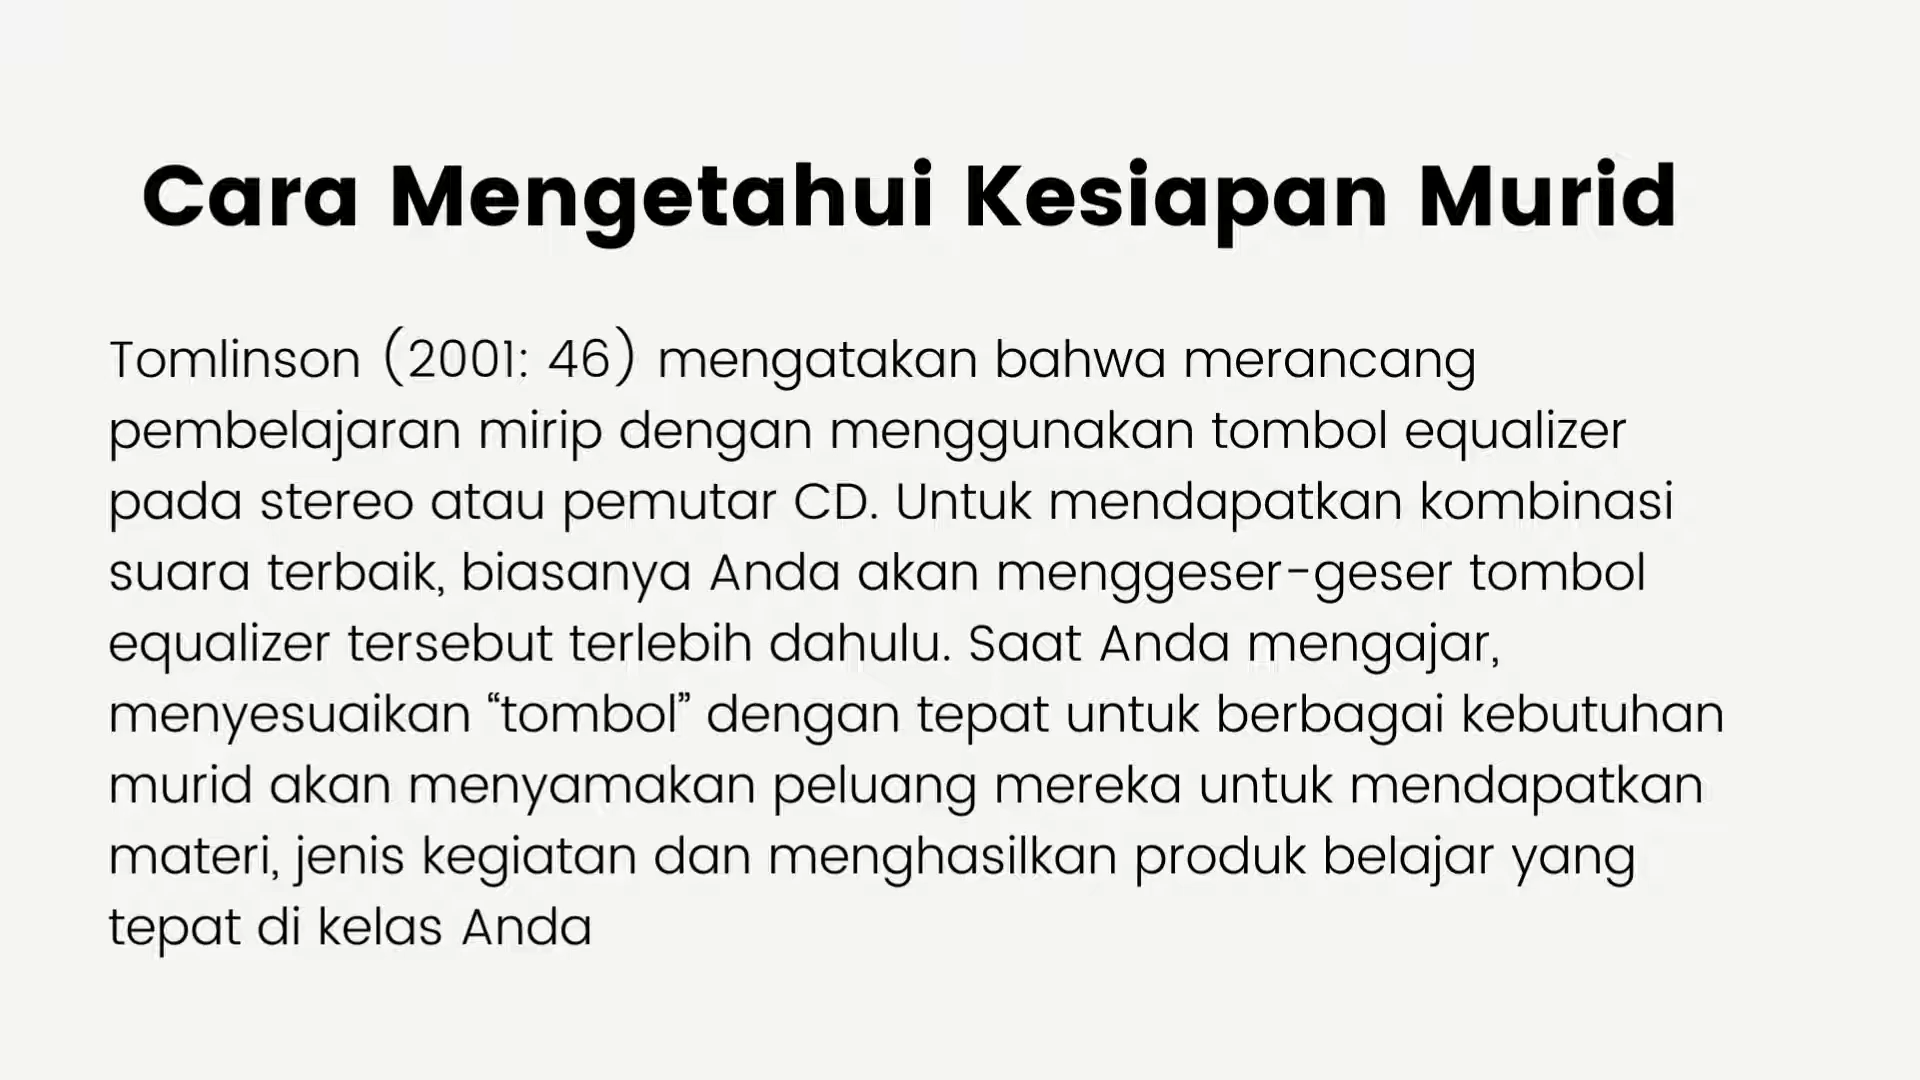 Cara Mengetahui Kesiapan Murid
Tomlinson (2001: 46) mengatakan bahwa merancang
pembelajaran mirip dengan menggunakan tombol equalizer
pada stereo atau pemutar CD. Untuk mendapatkan kombinasi
suara terbaik, biasanya Anda akan menggeser-geser tombol
equalizer tersebut terlebih dahulu. Saat Anda mengajar,
menyesuaikan “tombol” dengan tepat untuk berbagai kebutuhan
murid akan menyamakan peluang mereka untuk mendapatkan
materi, jenis kegiatan dan menghasilkan produk belajar yang
tepat di kelas Anda